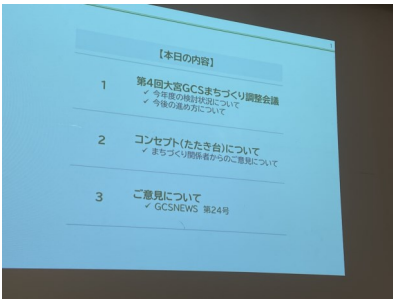 【本日の内容】
1 第4回大宮GCSまちづくり調整会議
✓ 今年度の検討状況について
✓ 今後の進め方について
2 コンセプト(たたき台)について
✓ まちづくり関係者からのご意見について
3 ご意見について
✓ GCSNEWS 第24号